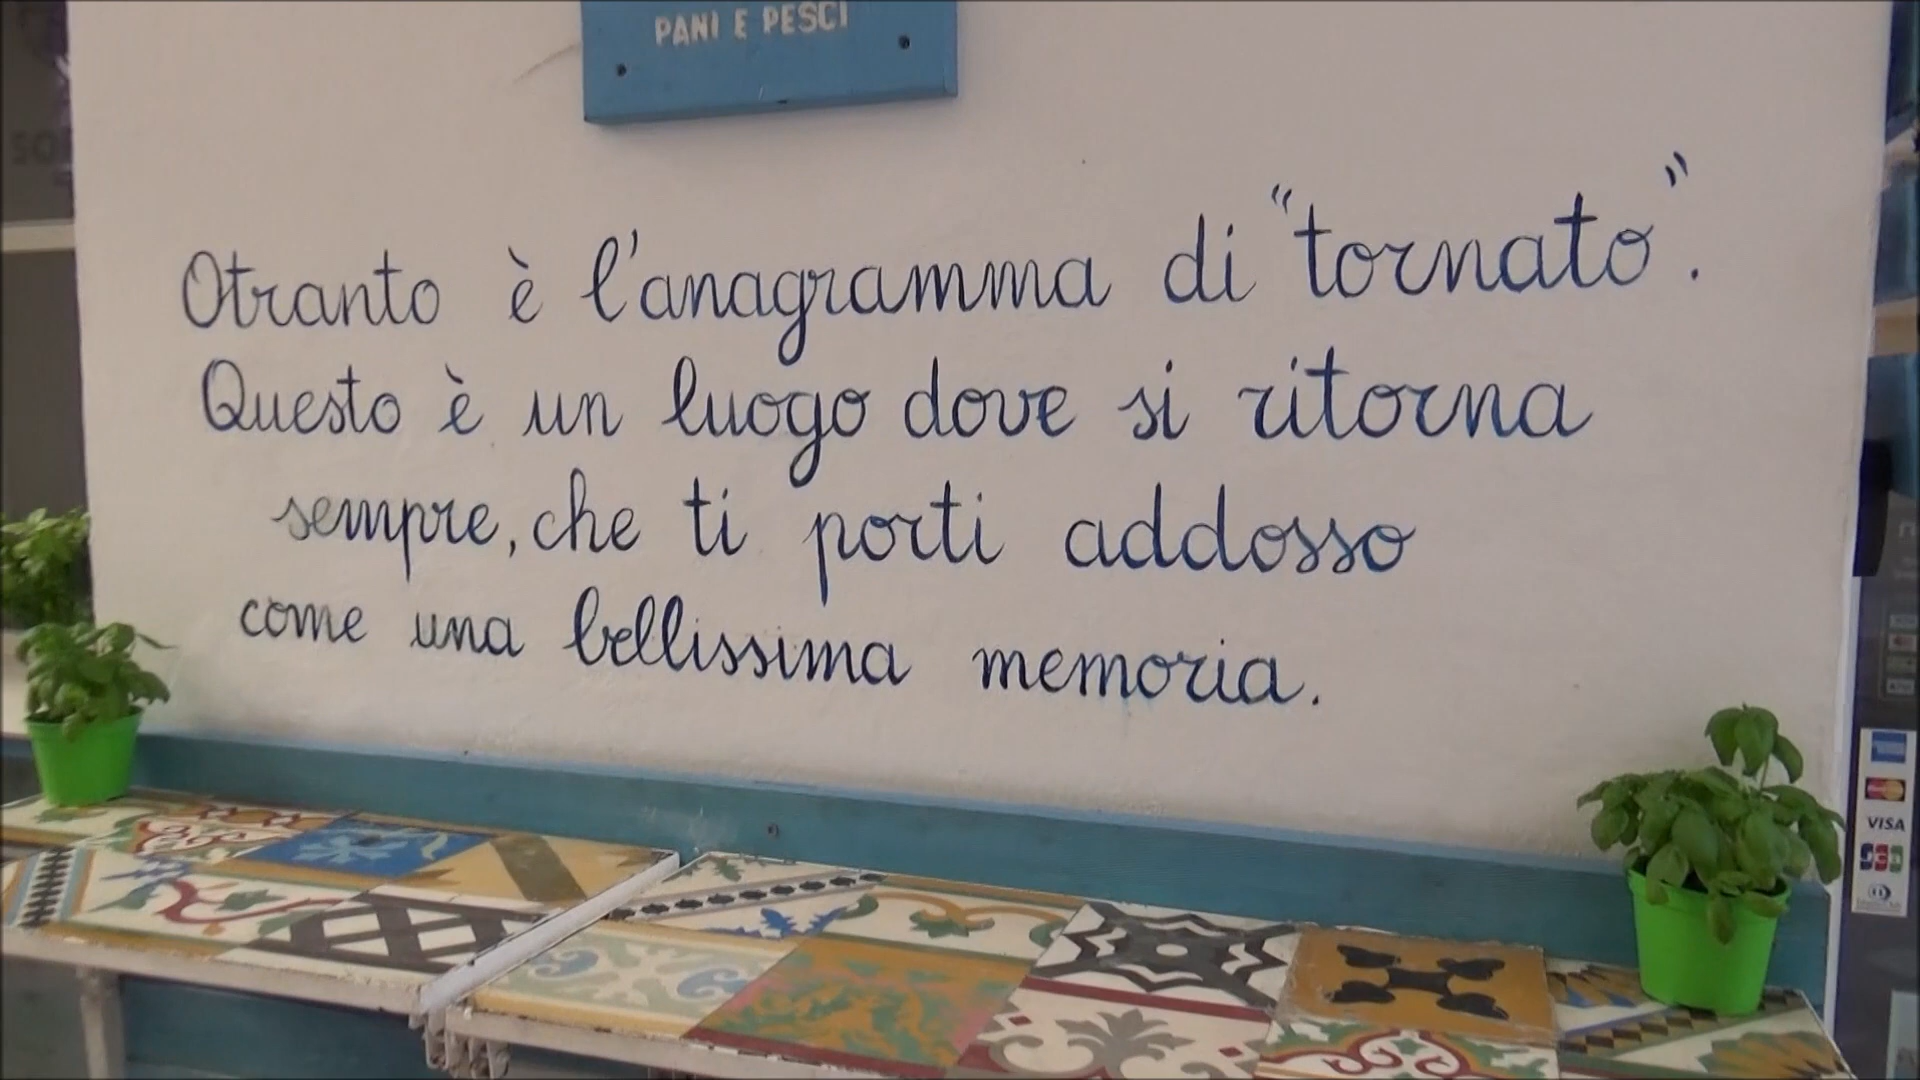 PANI E PESCI
Otranto è l'anagramma di "tornato".
Questo è un luogo dove si ritorna
sempre, che ti porti addosso
come una bellissima memoria.
VISA
JCB